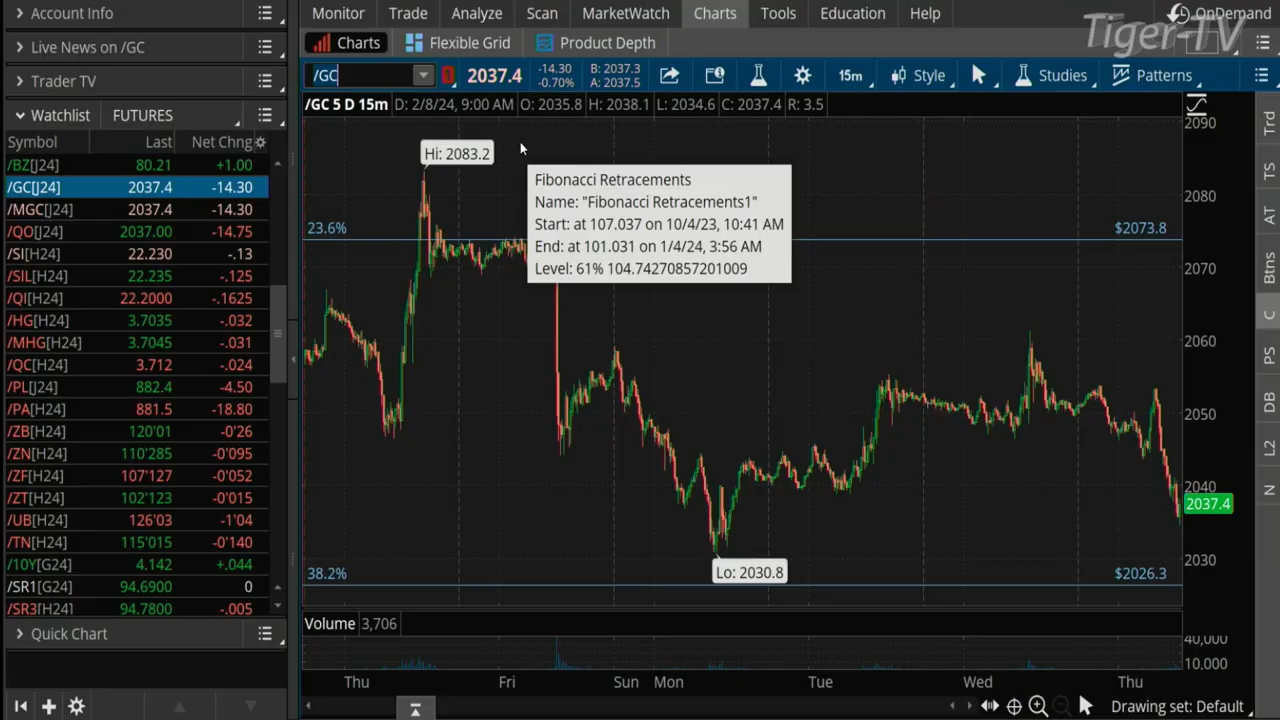 Account Info
Live News on /GC
Trader TV
Watchlist FUTURES
Symbol Last Net Chng
/BZ[J24] 80.21 +1.00
/GC[J24] 2037.4 -14.30
/MGC[J24] 2037.4 -14.30
/QO[J24] 2037.00 -14.75
/SI[H24] 22.230 -.13
/SIL[H24] 22.235 -.125
/QI[H24] 22.2000 -.1625
/HG[H24] 3.7035 -.032
/MHG[H24] 3.7045 -.031
/QC[H24] 3.712 -.024
/PL[J24] 882.4 -4.50
/PA[H24] 881.5 -18.80
/ZB[H24] 120'01 -0'26
/ZN[H24] 110'285 -0'095
/ZF[H24] 107'127 -0'052
/ZT[H24] 102'123 -0'015
/UB[H24] 126'03 -1'04
/TN[H24] 115'015 -0'140
/10Y[G24] 4.142 +.044
/SR1[G24] 94.6900 0
/SR3[H24] 94.7800 -.005
Quick Chart
Monitor Trade Analyze Scan MarketWatch Charts Tools Education Help
OnDemand
Tiger-TV
Charts Flexible Grid Product Depth
/GC 2037.4 -14.30 -0.70% B: 2037.3 A: 2037.5 15m Style Studies Patterns
/GC 5 D 15m D: 2/8/24, 9:00 AM O: 2035.8 H: 2038.1 L: 2034.6 C: 2037.4 R: 3.5
Hi: 2083.2
Fibonacci Retracements
Name: "Fibonacci Retracements1"
Start: at 107.037 on 10/4/23, 10:41 AM
End: at 101.031 on 1/4/24, 3:56 AM
Level: 61% 104.74270857201009
23.6% $2073.8
38.2% $2026.3
Lo: 2030.8
2090
2080
2070
2060
2050
2040
2037.4
2030
Volume 3,706
40,000
10,000
Thu Fri Sun Mon Tue Wed Thu
Drawing set: Default
Trd
TS
AT
Btns
C
PS
DB
L2
N